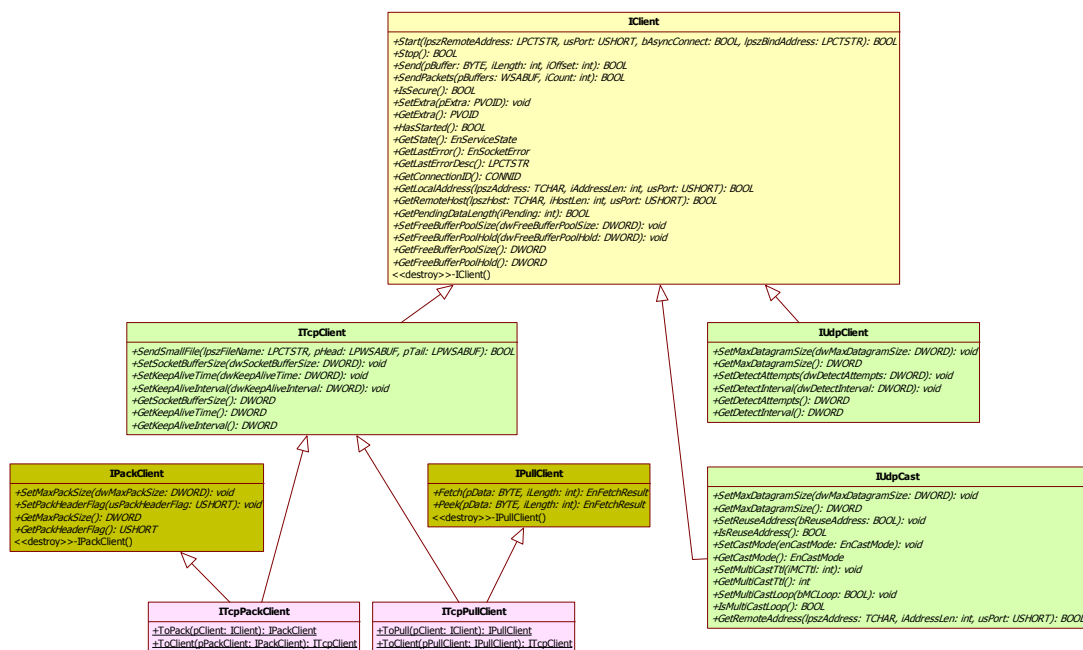 IClient
+Start(lpszRemoteAddress: LPCTSTR, usPort: USHORT, bAsyncConnect: BOOL, lpszBindAddress: LPCTSTR): BOOL
+Stop(): BOOL
+Send(pBuffer: BYTE, iLength: int, iOffset: int): BOOL
+SendPackets(pBuffers: WSABUF, iCount: int): BOOL
+IsSecure(): BOOL
+SetExtra(pExtra: PVOID): void
+GetExtra(): PVOID
+HasStarted(): BOOL
+GetState(): EnServiceState
+GetLastError(): EnSocketError
+GetLastErrorDesc(): LPCTSTR
+GetConnectionID(): CONNID
+GetLocalAddress(lpszAddress: TCHAR, iAddressLen: int, usPort: USHORT): BOOL
+GetRemoteHost(lpszHost: TCHAR, iHostLen: int, usPort: USHORT): BOOL
+GetPendingDataLength(iPending: int): BOOL
+SetFreeBufferPoolSize(dwFreeBufferPoolSize: DWORD): void
+SetFreeBufferPoolHold(dwFreeBufferPoolHold: DWORD): void
+GetFreeBufferPoolSize(): DWORD
+GetFreeBufferPoolHold(): DWORD
<<destroy>>-IClient()
ITcpClient
+SendSmallFile(lpszFileName: LPCTSTR, pHead: LPWSABUF, pTail: LPWSABUF): BOOL
+SetSocketBufferSize(dwSocketBufferSize: DWORD): void
+SetKeepAliveTime(dwKeepAliveTime: DWORD): void
+SetKeepAliveInterval(dwKeepAliveInterval: DWORD): void
+GetSocketBufferSize(): DWORD
+GetKeepAliveTime(): DWORD
+GetKeepAliveInterval(): DWORD
IUdpClient
+SetMaxDatagramSize(dwMaxDatagramSize: DWORD): void
+GetMaxDatagramSize(): DWORD
+SetDetectAttempts(dwDetectAttempts: DWORD): void
+SetDetectInterval(dwDetectInterval: DWORD): void
+GetDetectAttempts(): DWORD
+GetDetectInterval(): DWORD
IPackClient
+SetMaxPackSize(dwMaxPackSize: DWORD): void
+SetPackHeaderFlag(usPackHeaderFlag: USHORT): void
+GetMaxPackSize(): DWORD
+GetPackHeaderFlag(): USHORT
<<destroy>>-IPackClient()
IPullClient
+Fetch(pData: BYTE, iLength: int): EnFetchResult
+Peek(pData: BYTE, iLength: int): EnFetchResult
<<destroy>>-IPullClient()
IUdpCast
+SetMaxDatagramSize(dwMaxDatagramSize: DWORD): void
+GetMaxDatagramSize(): DWORD
+SetReuseAddress(bReuseAddress: BOOL): void
+IsReuseAddress(): BOOL
+SetCastMode(enCastMode: EnCastMode): void
+GetCastMode(): EnCastMode
+SetMultiCastTtl(iMCTtl: int): void
+GetMultiCastTtl(): int
+SetMultiCastLoop(bMCLoop: BOOL): void
+IsMultiCastLoop(): BOOL
+GetRemoteAddress(lpszAddress: TCHAR, iAddressLen: int, usPort: USHORT): BOOL
ITcpPackClient
+ToPack(pClient: IClient): IPackClient
+ToClient(pPackClient: IPackClient): ITcpClient
ITcpPullClient
+ToPull(pClient: IClient): IPullClient
+ToClient(pPullClient: IPullClient): ITcpClient